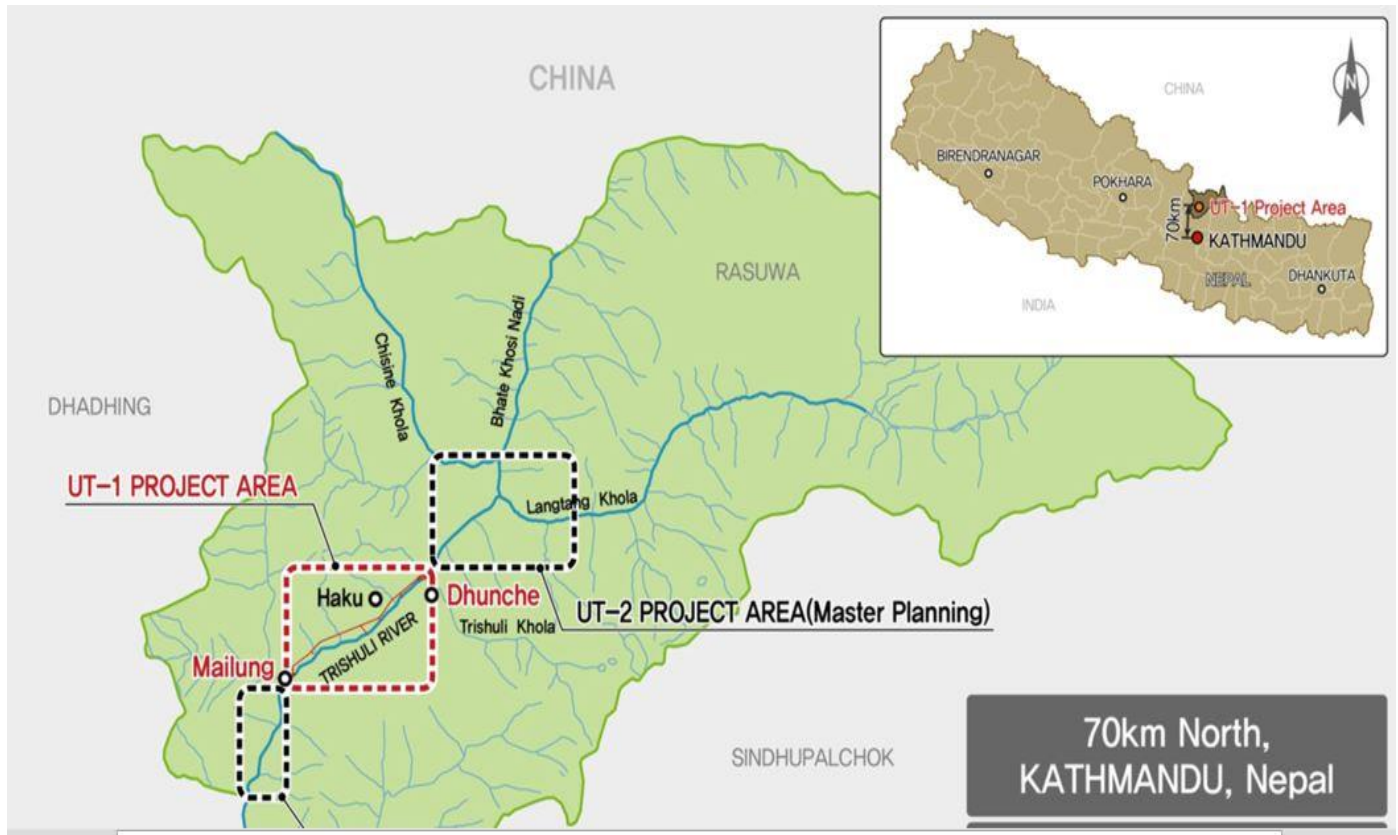 CHINA
CHINA
N
BIRENDRANAGAR
POKHARA
UT-1 Project Area
70km
KATHMANDU
NEPAL
DHANKUTA
INDIA
RASUWA
Chisine Khola
Bhate Khosi Nadi
DHADHING
UT-1 PROJECT AREA
Langtang Khola
Haku
Dhunche
UT-2 PROJECT AREA(Master Planning)
Trishuli Khola
TRISHULI RIVER
Mailung
SINDHUPALCHOK
70km North,
KATHMANDU, Nepal